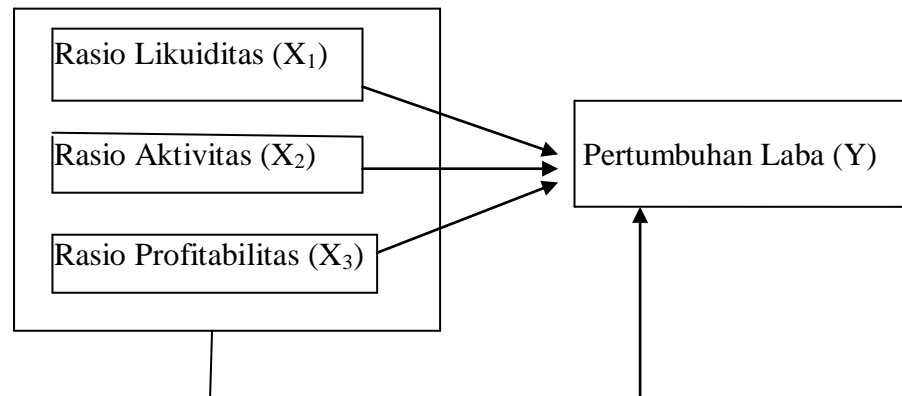 Rasio Likuiditas (X₁)
Rasio Aktivitas (X₂)
Pertumbuhan Laba (Y)
Rasio Profitabilitas (X₃)